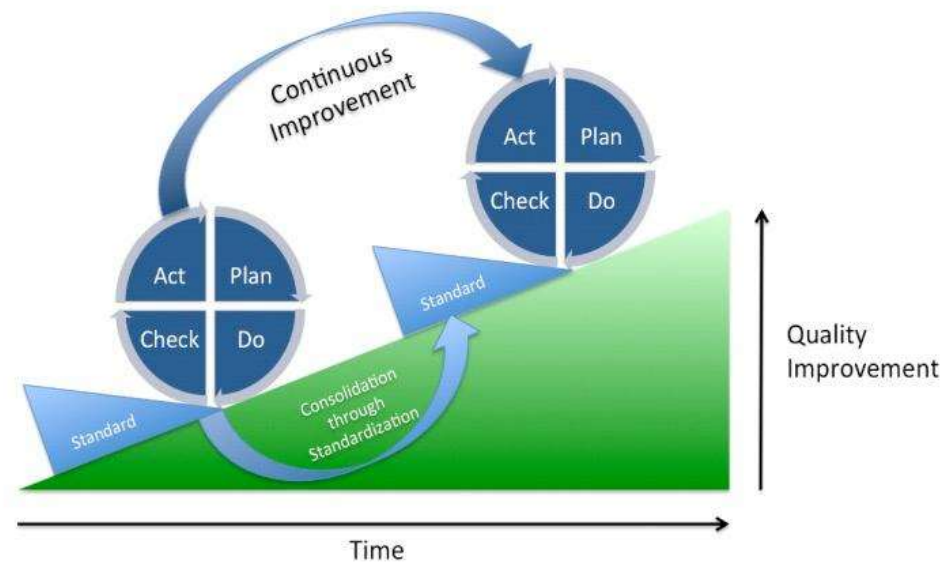 Continuous
Improvement
Act
Plan
Check
Do
Act
Plan
Check
Do
Standard
Standard
Consolidation
through
Standardization
Quality
Improvement
Time